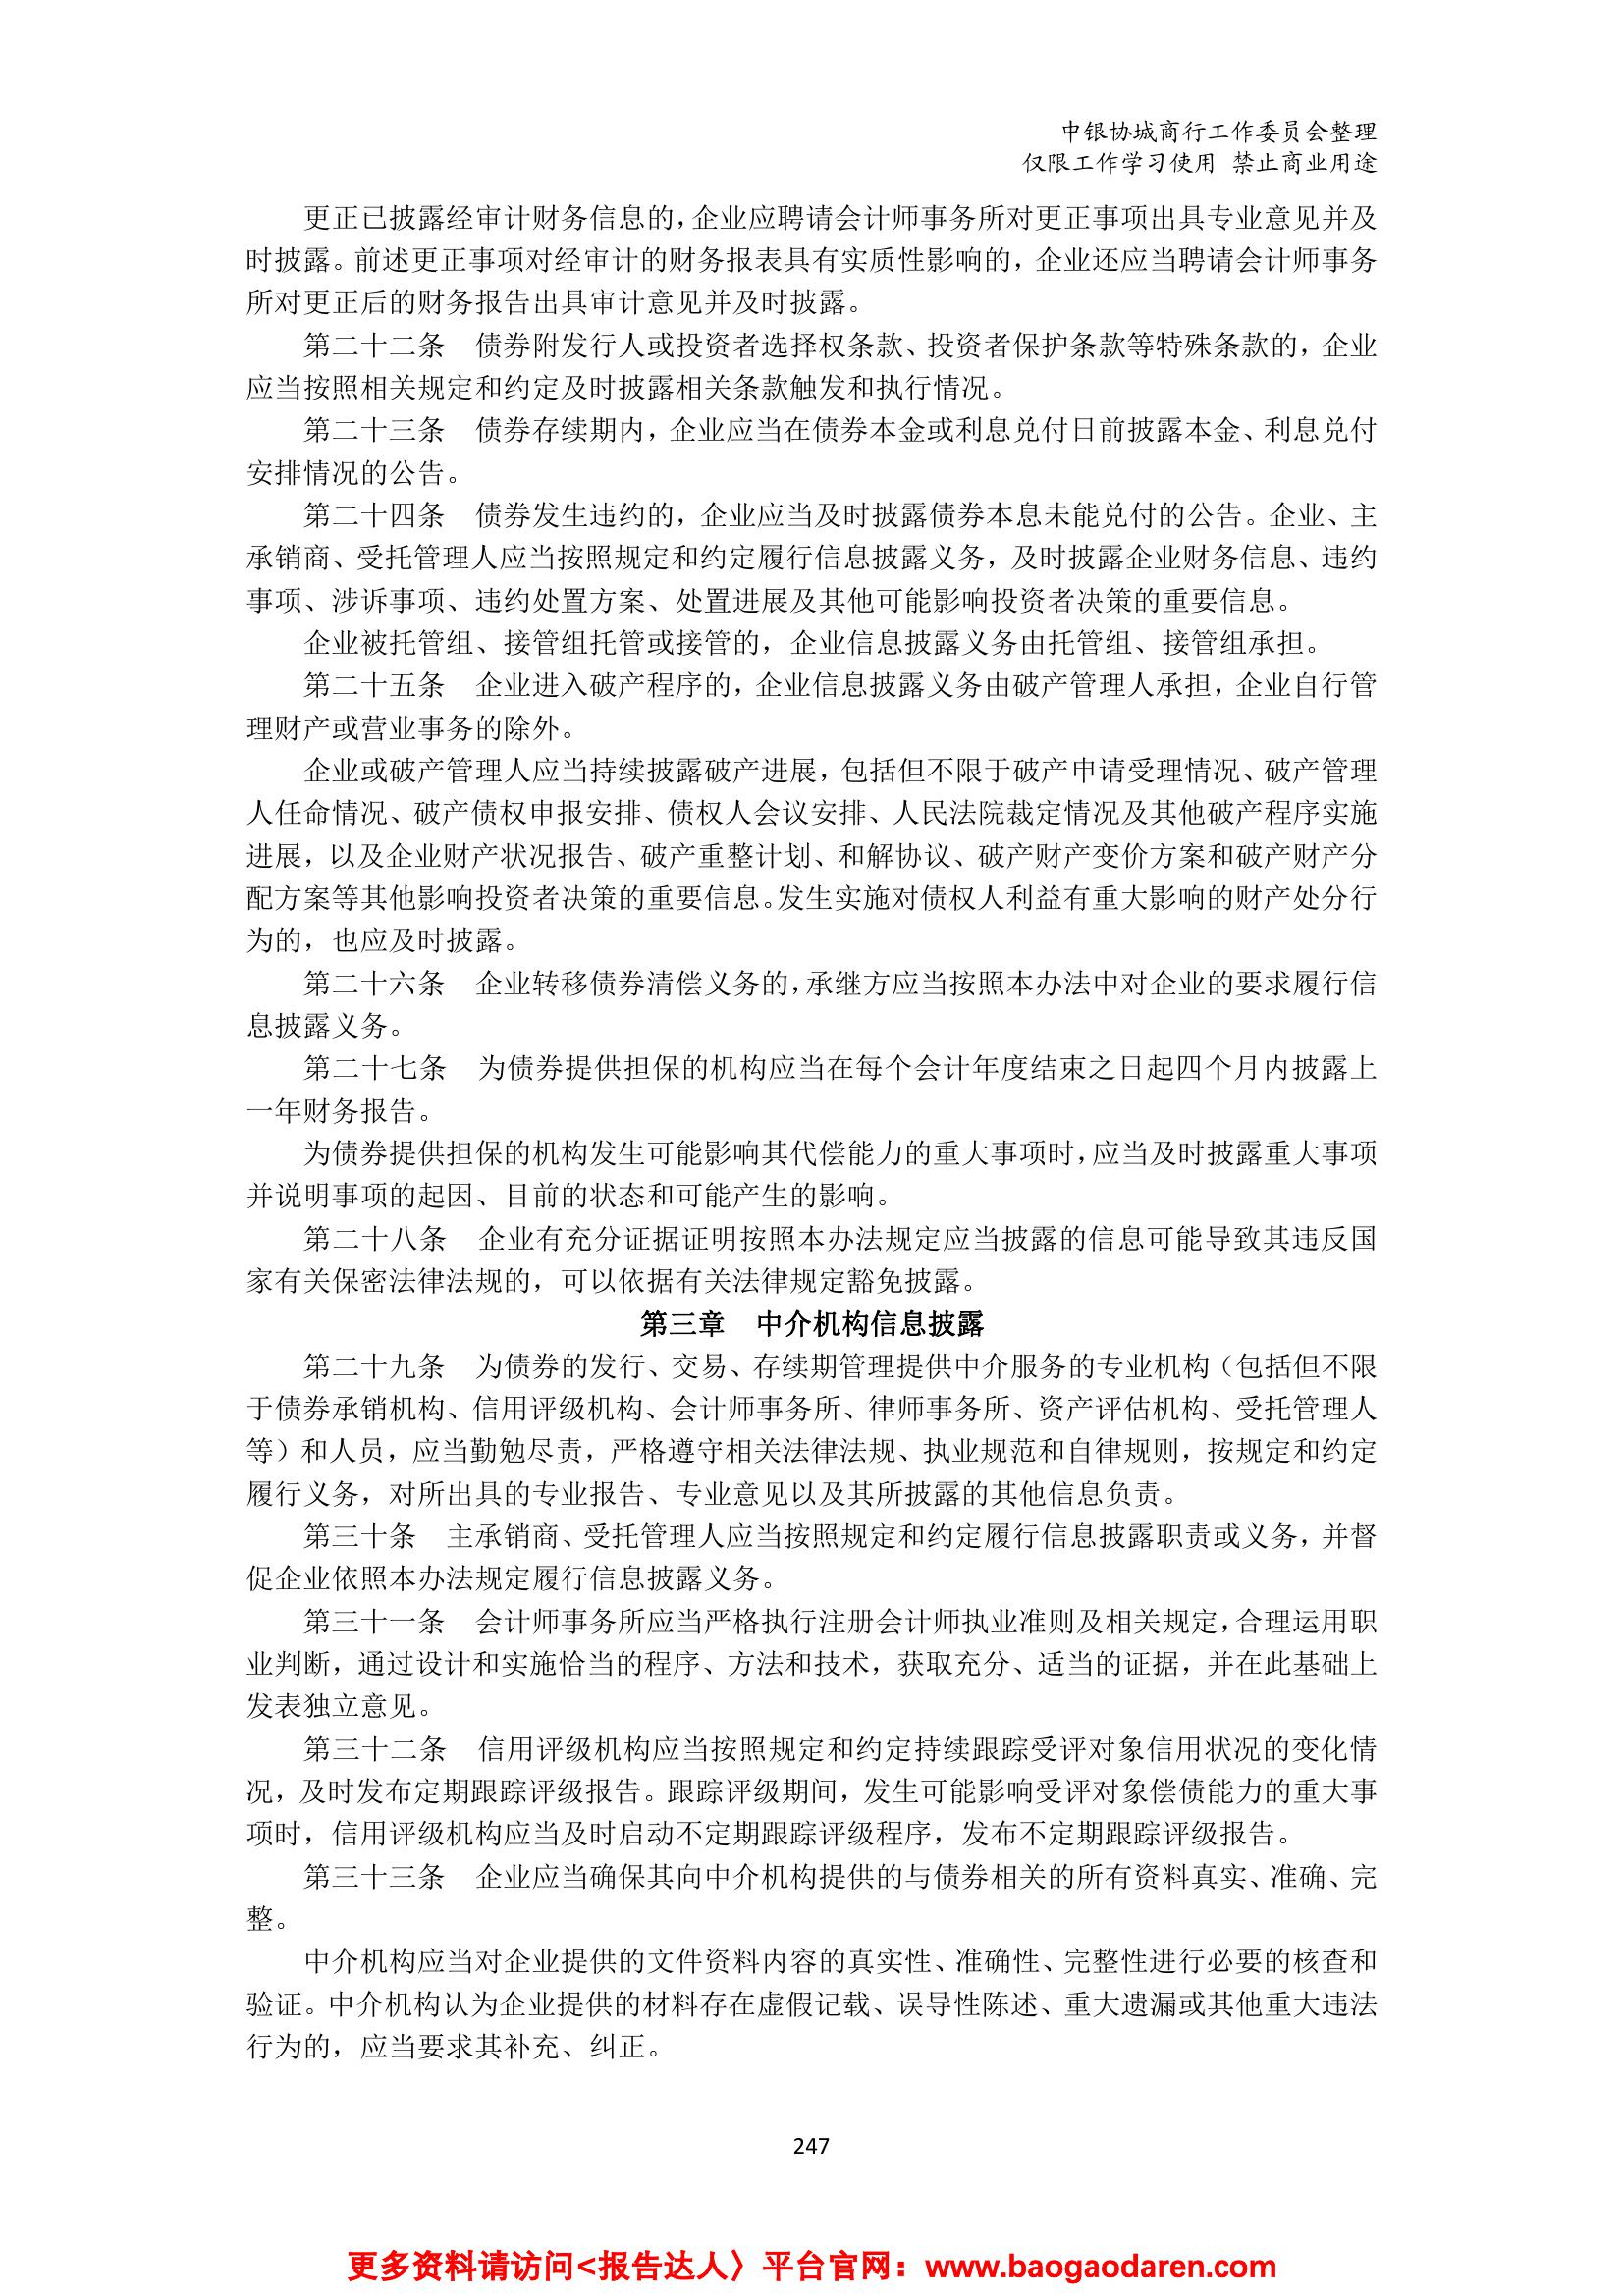 中银协城商行工作委员会整理
仅限工作学习使用 禁止商业用途
更正已披露经审计财务信息的，企业应聘请会计师事务所对更正事项出具专业意见并及
时披露。前述更正事项对经审计的财务报表具有实质性影响的，企业还应当聘请会计师事务
所对更正后的财务报告出具审计意见并及时披露。
第二十二条　债券附发行人或投资者选择权条款、投资者保护条款等特殊条款的，企业
应当按照相关规定和约定及时披露相关条款触发和执行情况。
第二十三条　债券存续期内，企业应当在债券本金或利息兑付日前披露本金、利息兑付
安排情况的公告。
第二十四条　债券发生违约的，企业应当及时披露债券本息未能兑付的公告。企业、主
承销商、受托管理人应当按照规定和约定履行信息披露义务，及时披露企业财务信息、违约
事项、涉诉事项、违约处置方案、处置进展及其他可能影响投资者决策的重要信息。
企业被托管组、接管组托管或接管的，企业信息披露义务由托管组、接管组承担。
第二十五条　企业进入破产程序的，企业信息披露义务由破产管理人承担，企业自行管
理财产或营业事务的除外。
企业或破产管理人应当持续披露破产进展，包括但不限于破产申请受理情况、破产管理
人任命情况、破产债权申报安排、债权人会议安排、人民法院裁定情况及其他破产程序实施
进展，以及企业财产状况报告、破产重整计划、和解协议、破产财产变价方案和破产财产分
配方案等其他影响投资者决策的重要信息。发生实施对债权人利益有重大影响的财产处分行
为的，也应及时披露。
第二十六条　企业转移债券清偿义务的，承继方应当按照本办法中对企业的要求履行信
息披露义务。
第二十七条　为债券提供担保的机构应当在每个会计年度结束之日起四个月内披露上
一年财务报告。
为债券提供担保的机构发生可能影响其代偿能力的重大事项时，应当及时披露重大事项
并说明事项的起因、目前的状态和可能产生的影响。
第二十八条　企业有充分证据证明按照本办法规定应当披露的信息可能导致其违反国
家有关保密法律法规的，可以依据有关法律规定豁免披露。
第三章　中介机构信息披露
第二十九条　为债券的发行、交易、存续期管理提供中介服务的专业机构（包括但不限
于债券承销机构、信用评级机构、会计师事务所、律师事务所、资产评估机构、受托管理人
等）和人员，应当勤勉尽责，严格遵守相关法律法规、执业规范和自律规则，按规定和约定
履行义务，对所出具的专业报告、专业意见以及其所披露的其他信息负责。
第三十条　主承销商、受托管理人应当按照规定和约定履行信息披露职责或义务，并督
促企业依照本办法规定履行信息披露义务。
第三十一条　会计师事务所应当严格执行注册会计师执业准则及相关规定，合理运用职
业判断，通过设计和实施恰当的程序、方法和技术，获取充分、适当的证据，并在此基础上
发表独立意见。
第三十二条　信用评级机构应当按照规定和约定持续跟踪受评对象信用状况的变化情
况，及时发布定期跟踪评级报告。跟踪评级期间，发生可能影响受评对象偿债能力的重大事
项时，信用评级机构应当及时启动不定期跟踪评级程序，发布不定期跟踪评级报告。
第三十三条　企业应当确保其向中介机构提供的与债券相关的所有资料真实、准确、完
整。
中介机构应当对企业提供的文件资料内容的真实性、准确性、完整性进行必要的核查和
验证。中介机构认为企业提供的材料存在虚假记载、误导性陈述、重大遗漏或其他重大违法
行为的，应当要求其补充、纠正。
247
更多资料请访问<报告达人〉平台官网：www.baogaodaren.com